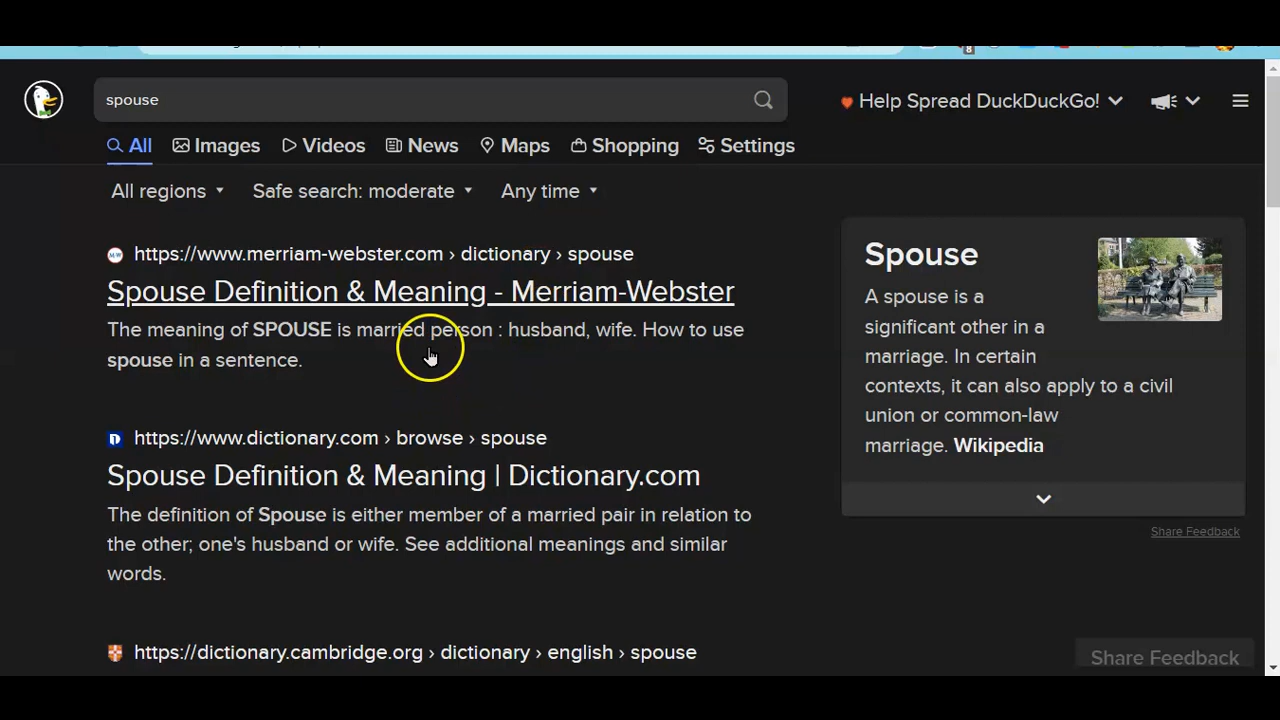 8
spouse
Help Spread DuckDuckGo!
All Images Videos News Maps Shopping Settings
All regions Safe search: moderate Any time
https://www.merriam-webster.com › dictionary › spouse
Spouse Definition & Meaning - Merriam-Webster
The meaning of SPOUSE is married person : husband, wife. How to use
spouse in a sentence.
https://www.dictionary.com › browse › spouse
Spouse Definition & Meaning | Dictionary.com
The definition of Spouse is either member of a married pair in relation to
the other; one's husband or wife. See additional meanings and similar
words.
https://dictionary.cambridge.org › dictionary › english › spouse
Spouse
A spouse is a
significant other in a
marriage. In certain
contexts, it can also apply to a civil
union or common-law
marriage. Wikipedia
Share Feedback
Share Feedback